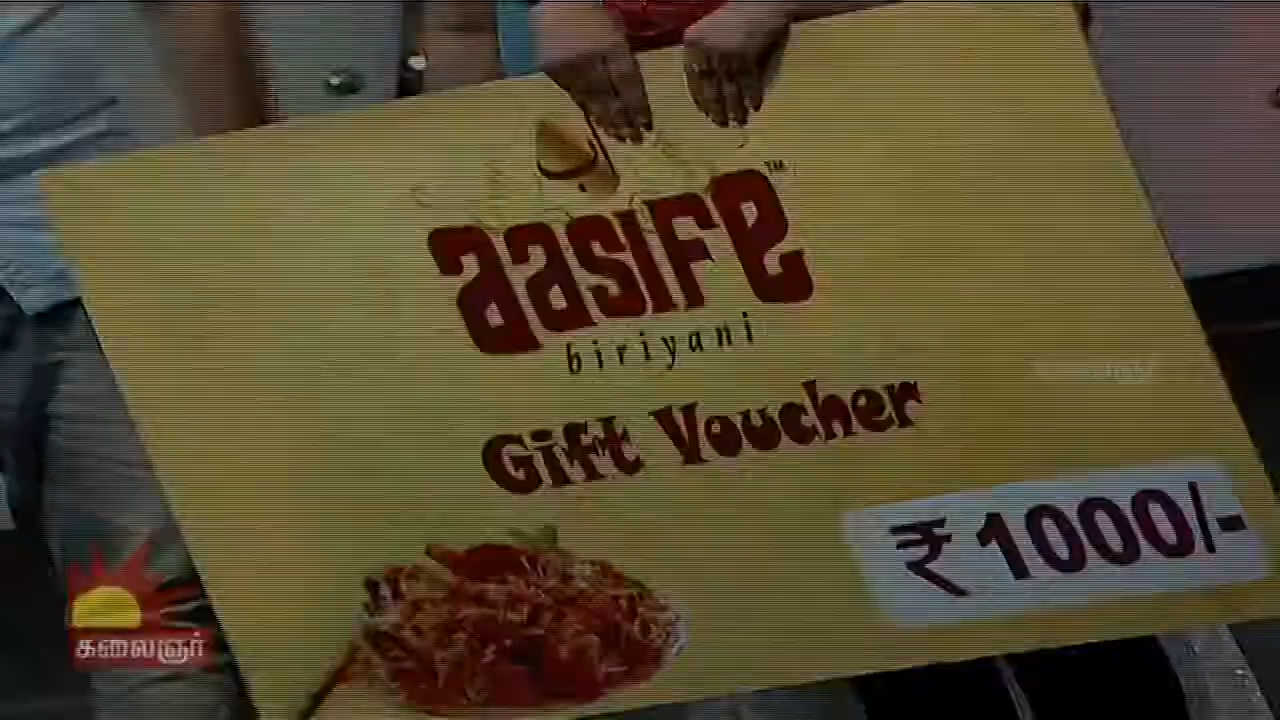 aasife™
biriyani
Gift Voucher
₹ 1000/-
கலைஞர்